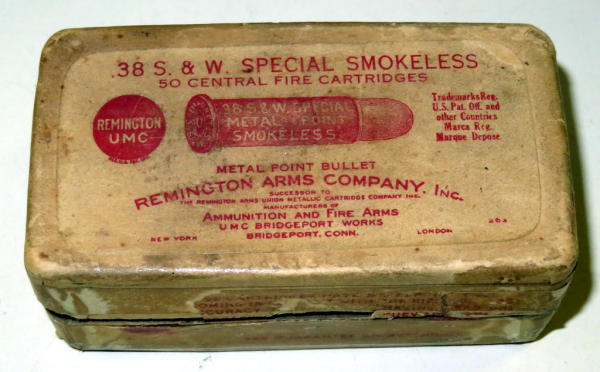 .38 S. & W. SPECIAL SMOKELESS
50 CENTRAL FIRE CARTRIDGES
REMINGTON
UMC
.38 S. & W. SPECIAL
METAL POINT
SMOKELESS.
Trademarks Reg.
U.S. Pat. Off. and
other Countries
Marca Reg.
Marque Depose
METAL POINT BULLET
REMINGTON ARMS COMPANY, INC.
SUCCESSOR TO
THE REMINGTON ARMS UNION METALLIC CARTRIDGE COMPANY INC.
MANUFACTURERS OF
AMMUNITION AND FIRE ARMS
UMC BRIDGEPORT WORKS
BRIDGEPORT, CONN.
NEW YORK
LONDON